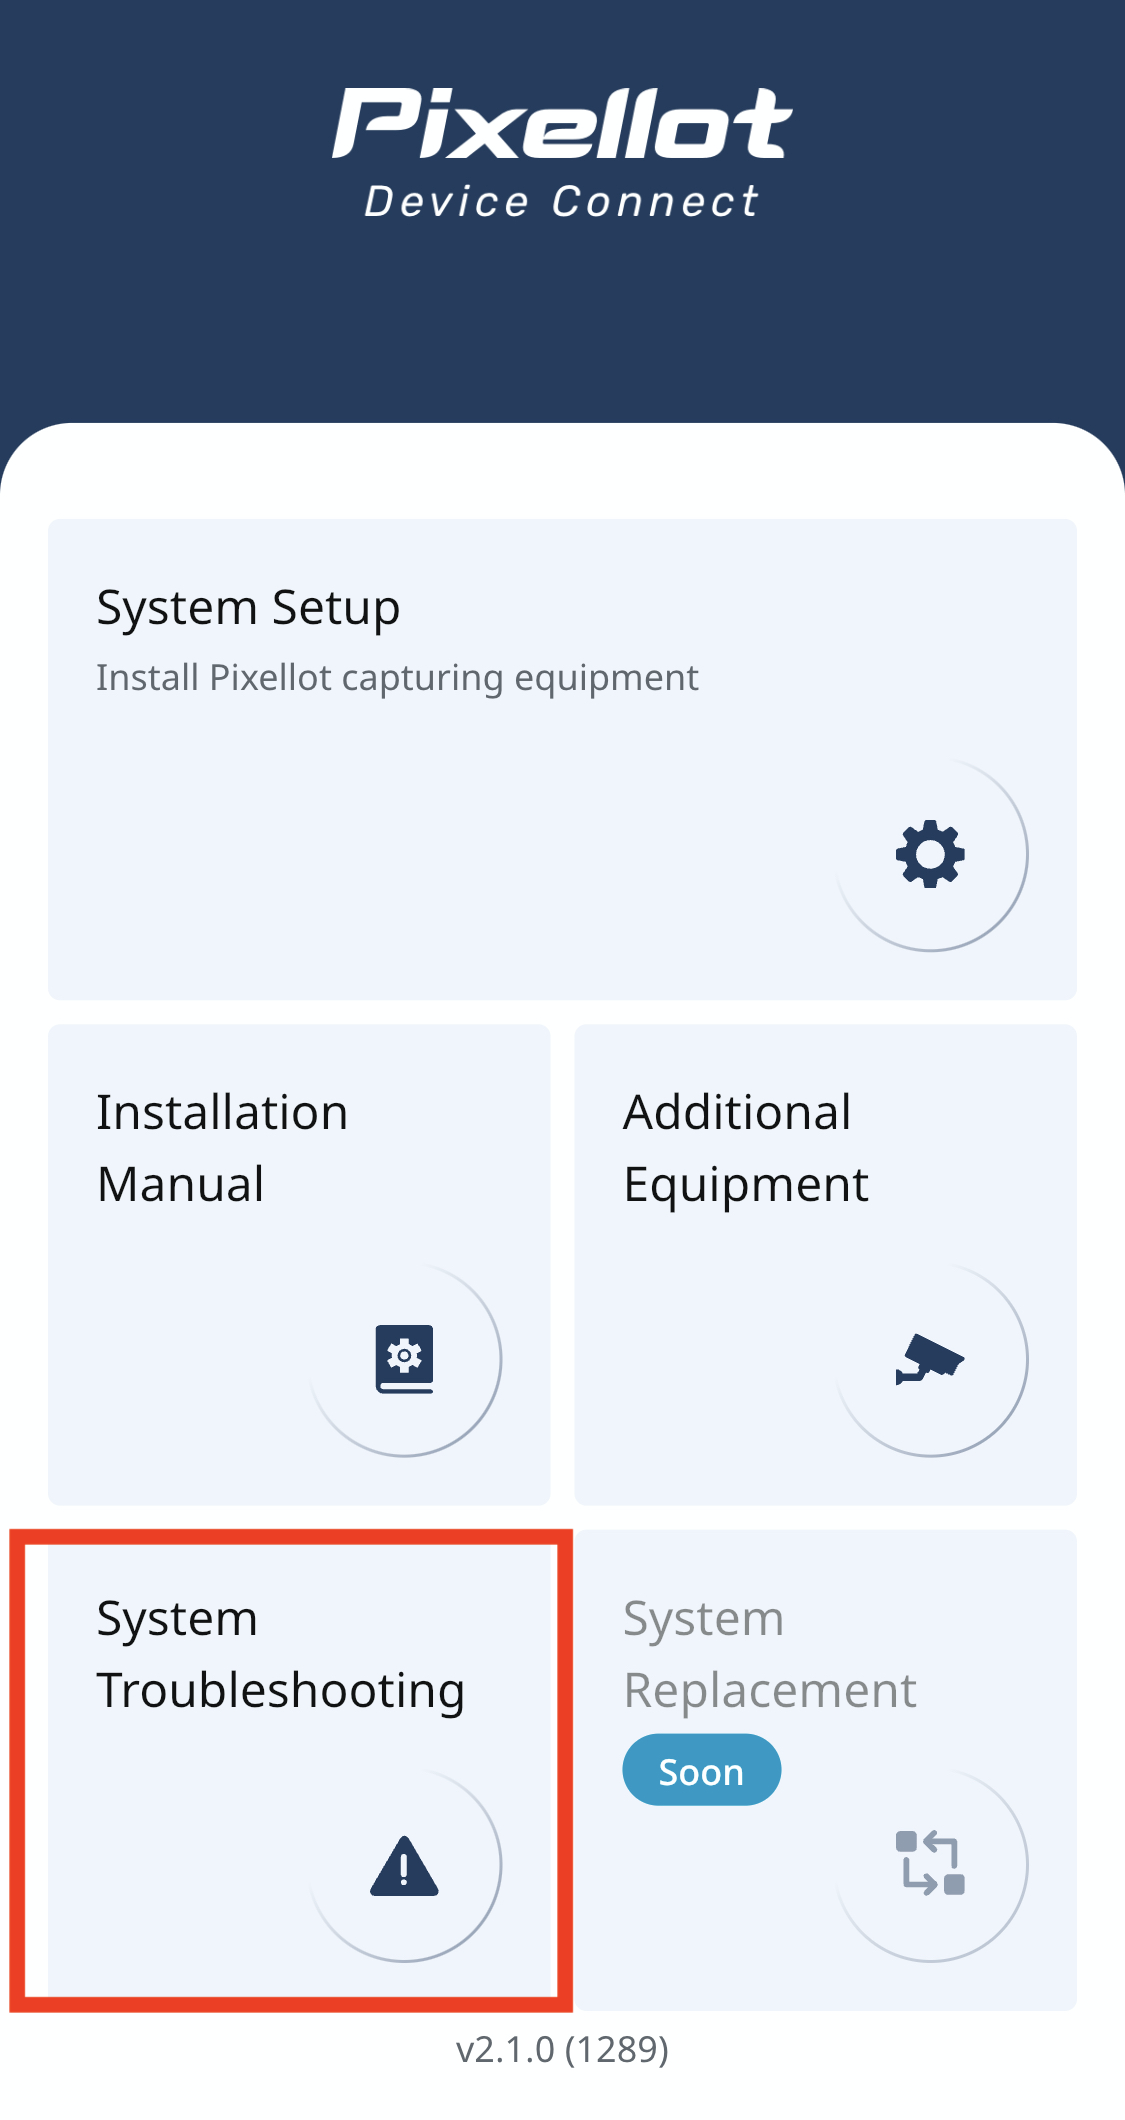 Pixellot
Device Connect
System Setup
Install Pixellot capturing equipment
Installation
Manual
Additional
Equipment
System
Troubleshooting
System
Replacement
Soon
v2.1.0 (1289)